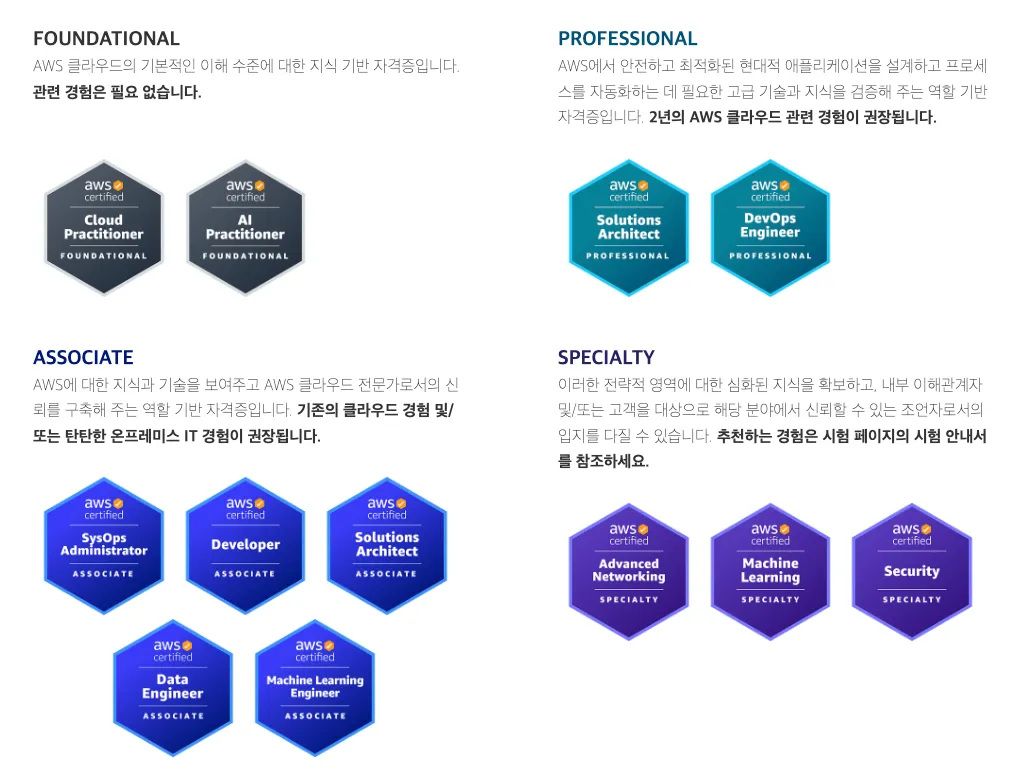 FOUNDATIONAL
AWS 클라우드의 기본적인 이해 수준에 대한 지식 기반 자격증입니다.
관련 경험은 필요 없습니다.
aws
certified
Cloud
Practitioner
FOUNDATIONAL
aws
certified
AI
Practitioner
FOUNDATIONAL
PROFESSIONAL
AWS에서 안전하고 최적화된 현대적 애플리케이션을 설계하고 프로세
스를 자동화하는 데 필요한 고급 기술과 지식을 검증해 주는 역할 기반
자격증입니다. 2년의 AWS 클라우드 관련 경험이 권장됩니다.
aws
certified
Solutions
Architect
PROFESSIONAL
aws
certified
DevOps
Engineer
PROFESSIONAL
ASSOCIATE
AWS에 대한 지식과 기술을 보여주고 AWS 클라우드 전문가로서의 신
뢰를 구축해 주는 역할 기반 자격증입니다. 기존의 클라우드 경험 및/
또는 탄탄한 온프레미스 IT 경험이 권장됩니다.
aws
certified
SysOps
Administrator
ASSOCIATE
aws
certified
Developer
ASSOCIATE
aws
certified
Solutions
Architect
ASSOCIATE
aws
certified
Data
Engineer
ASSOCIATE
aws
certified
Machine Learning
Engineer
ASSOCIATE
SPECIALTY
이러한 전략적 영역에 대한 심화된 지식을 확보하고, 내부 이해관계자
및/또는 고객을 대상으로 해당 분야에서 신뢰할 수 있는 조언자로서의
입지를 다질 수 있습니다. 추천하는 경험은 시험 페이지의 시험 안내서
를 참조하세요.
aws
certified
Advanced
Networking
SPECIALTY
aws
certified
Machine
Learning
SPECIALTY
aws
certified
Security
SPECIALTY